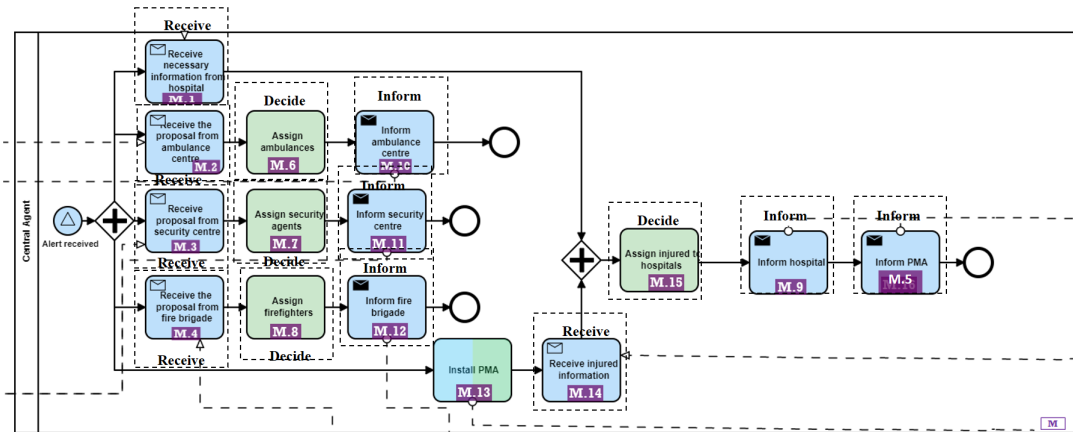 Receive
Receive
necessary
information from
hospital
M.1
Receive the
proposal from
ambulance
centre
M.2
Decide
Assign
ambulances
M.6
Inform
Inform
ambulance
centre
M.10
Receive
Receive
proposal from
security centre
M.3
Assign security
agents
M.7
Inform
Inform security
centre
M.11
Central Agent
Alert received
Receive
Receive the
proposal from
fire brigade
M.4
Receive
Decide
Assign
firefighters
M.8
Decide
Inform
Inform fire
brigade
M.12
Install PMA
M.13
Receive
Receive injured
information
M.14
Decide
Assign injured to
hospitals
M.15
Inform
Inform hospital
M.9
Inform
Inform PMA
M.5
M